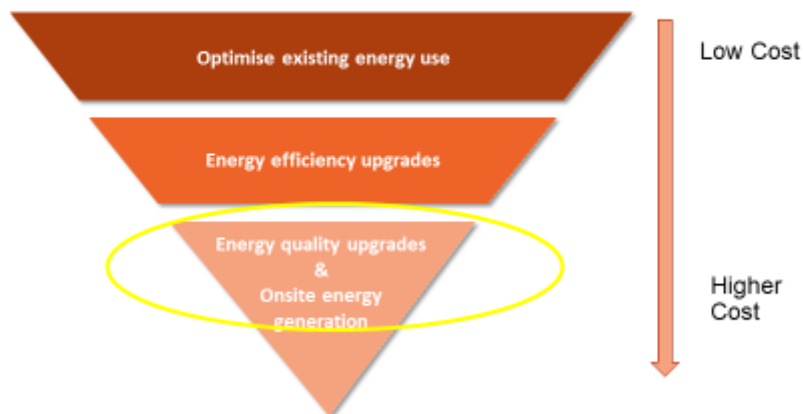 Optimise existing energy use
Low Cost
Energy efficiency upgrades
Energy quality upgrades
&
Onsite energy
generation
Higher
Cost